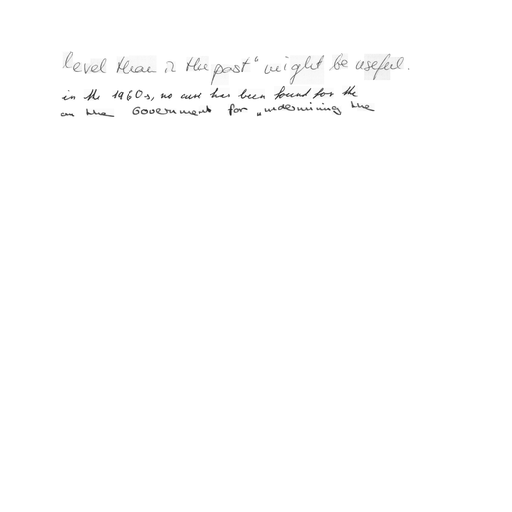 level than in the past" might be useful.
in the 1960s, no cure has been found for the
on the Government for "undermining the